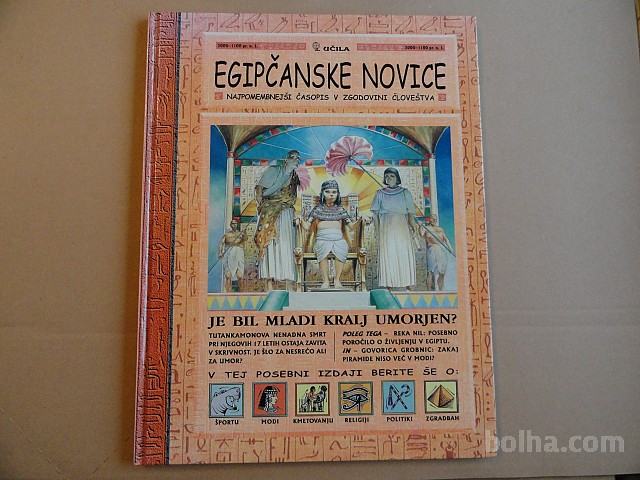 3000–1100 pr. n. š.
UČILA
3000–1100 pr. n. š.
EGIPČANSKE NOVICE
NAJPOMEMBNEJŠI ČASOPIS V ZGODOVINI ČLOVEŠTVA
JE BIL MLADI KRALJ UMORJEN?
TUTANKAMONOVA NENADNA SMRT
PRI NJEGOVIH 17 LETIH OSTAJA ZAVITA
V SKRIVNOST. JE ŠLO ZA NESREČO ALI
ZA UMOR?
POLEG TEGA – REKA NIL: POSEBNO
POROČILO O ŽIVLJENJU V EGIPTU.
IN – GOVORICA GROBNIC: ZAKAJ
PIRAMIDE NISO VEČ V MODI?
V TEJ POSEBNI IZDAJI BERITE ŠE O:
ŠPORTU MODI KMETOVANJU RELIGIJI POLITIKI ZGRADBAH
bolha.com